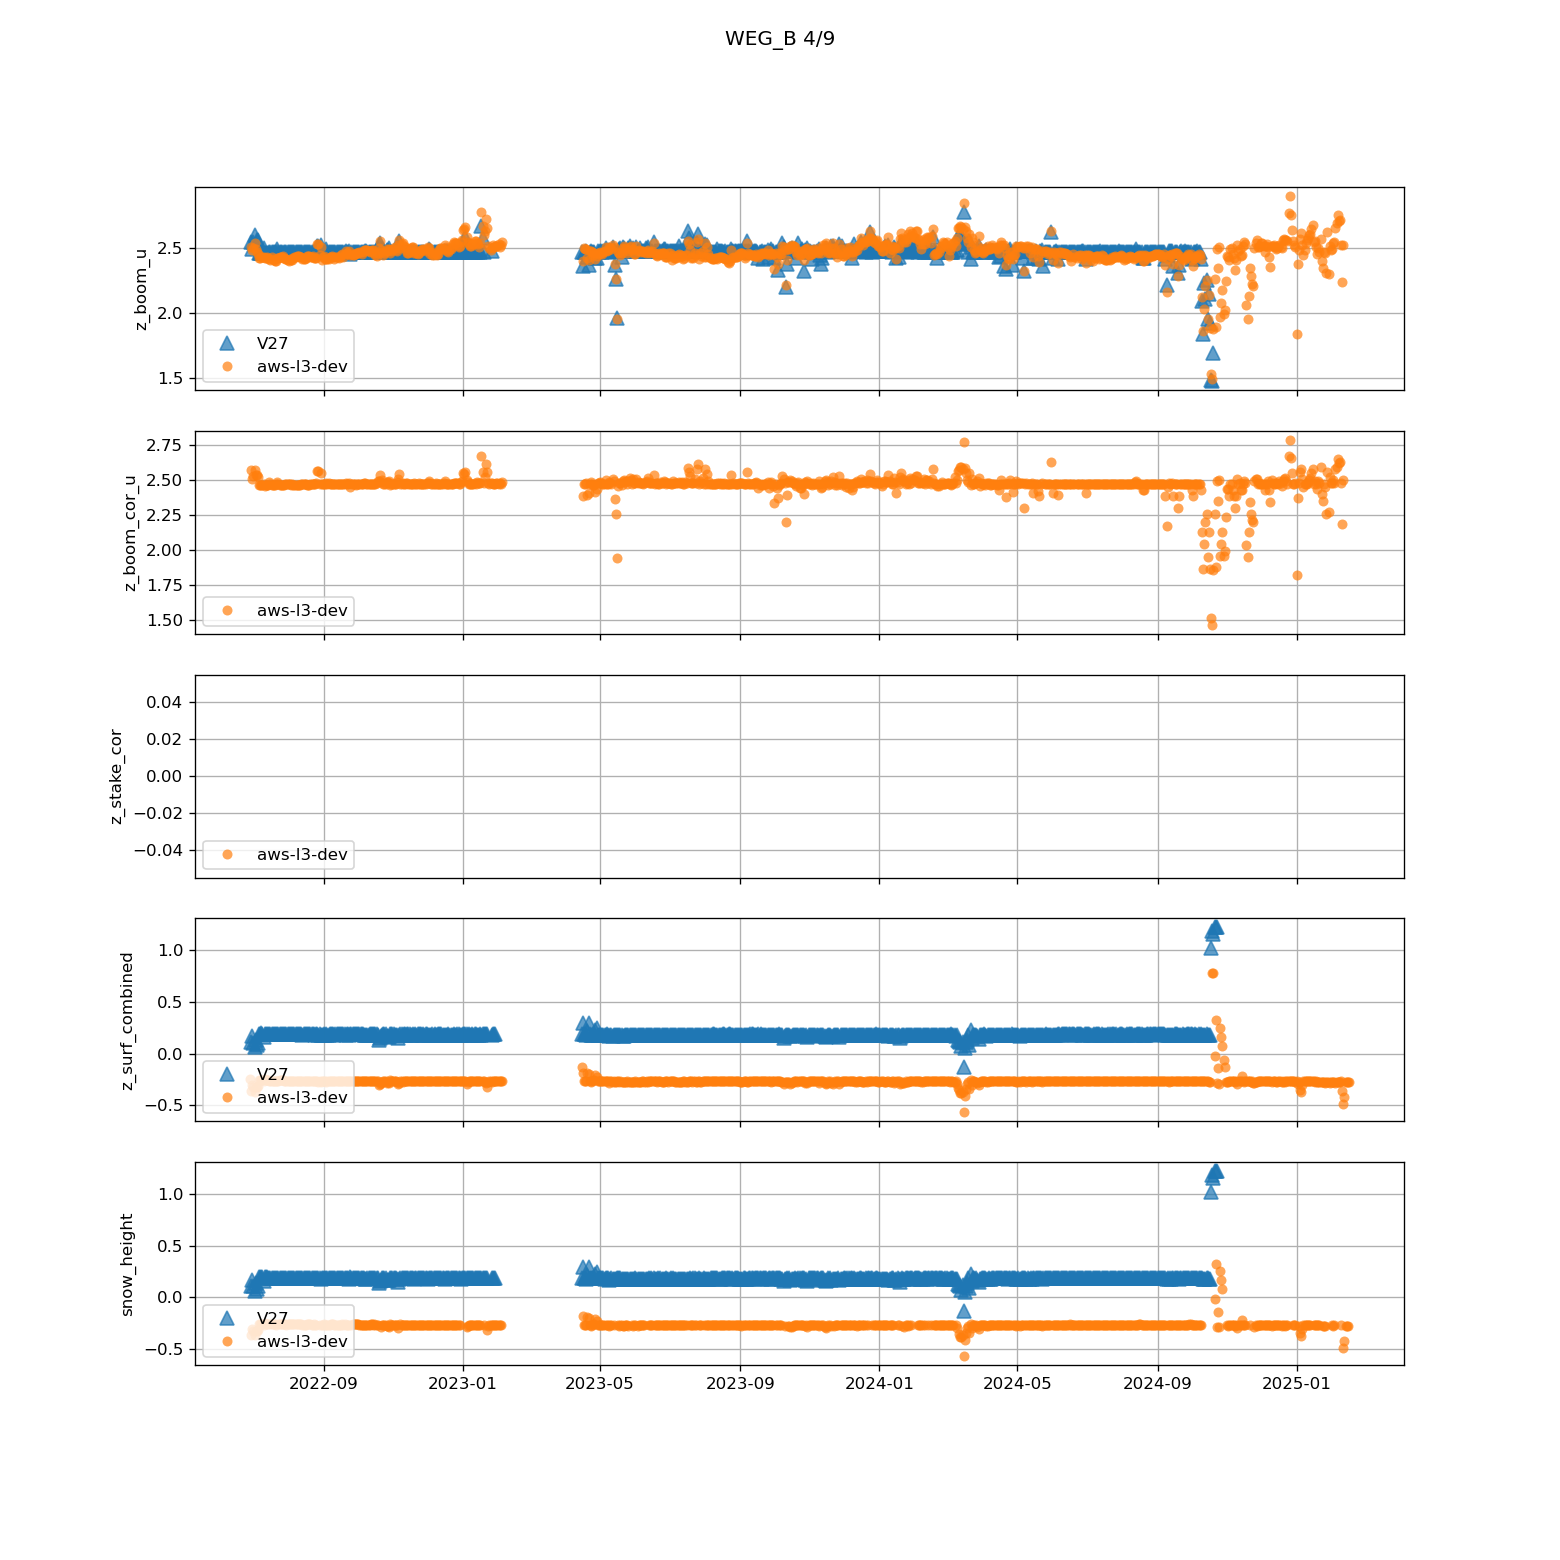 WEG_B 4/9
z_boom_u
2.5
2.0
1.5
V27
aws-l3-dev
z_boom_cor_u
2.75
2.50
2.25
2.00
1.75
1.50
aws-l3-dev
z_stake_cor
0.04
0.02
0.00
−0.02
−0.04
aws-l3-dev
z_surf_combined
1.0
0.5
0.0
−0.5
V27
aws-l3-dev
snow_height
1.0
0.5
0.0
−0.5
V27
aws-l3-dev
2022-09 2023-01 2023-05 2023-09 2024-01 2024-05 2024-09 2025-01